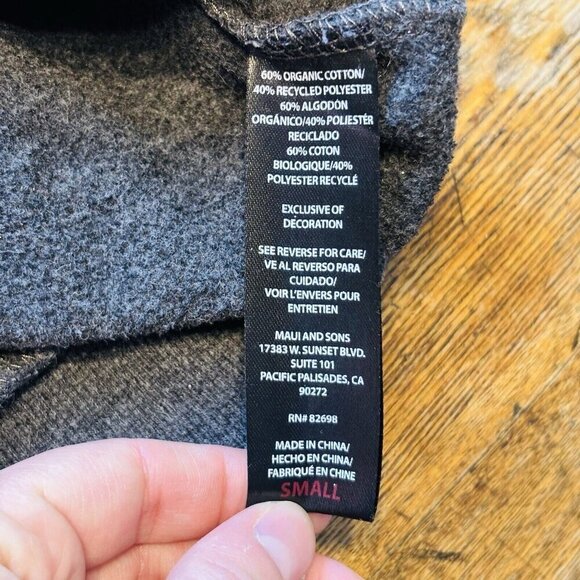 60% ORGANIC COTTON/
40% RECYCLED POLYESTER
60% ALGODÓN
ORGÁNICO/40% POLIESTÉR
RECICLADO
60% COTON
BIOLOGIQUE/40%
POLYESTER RECYCLÉ
EXCLUSIVE OF
DECORATION
SEE REVERSE FOR CARE/
VE AL REVERSO PARA
CUIDADO/
VOIR L'ENVERS POUR
ENTRETIEN
MAUI AND SONS
17383 W. SUNSET BLVD.
SUITE 101
PACIFIC PALISADES, CA
90272
RN# 82698
MADE IN CHINA/
HECHO EN CHINA/
FABRIQUÉ EN CHINE
SMALL